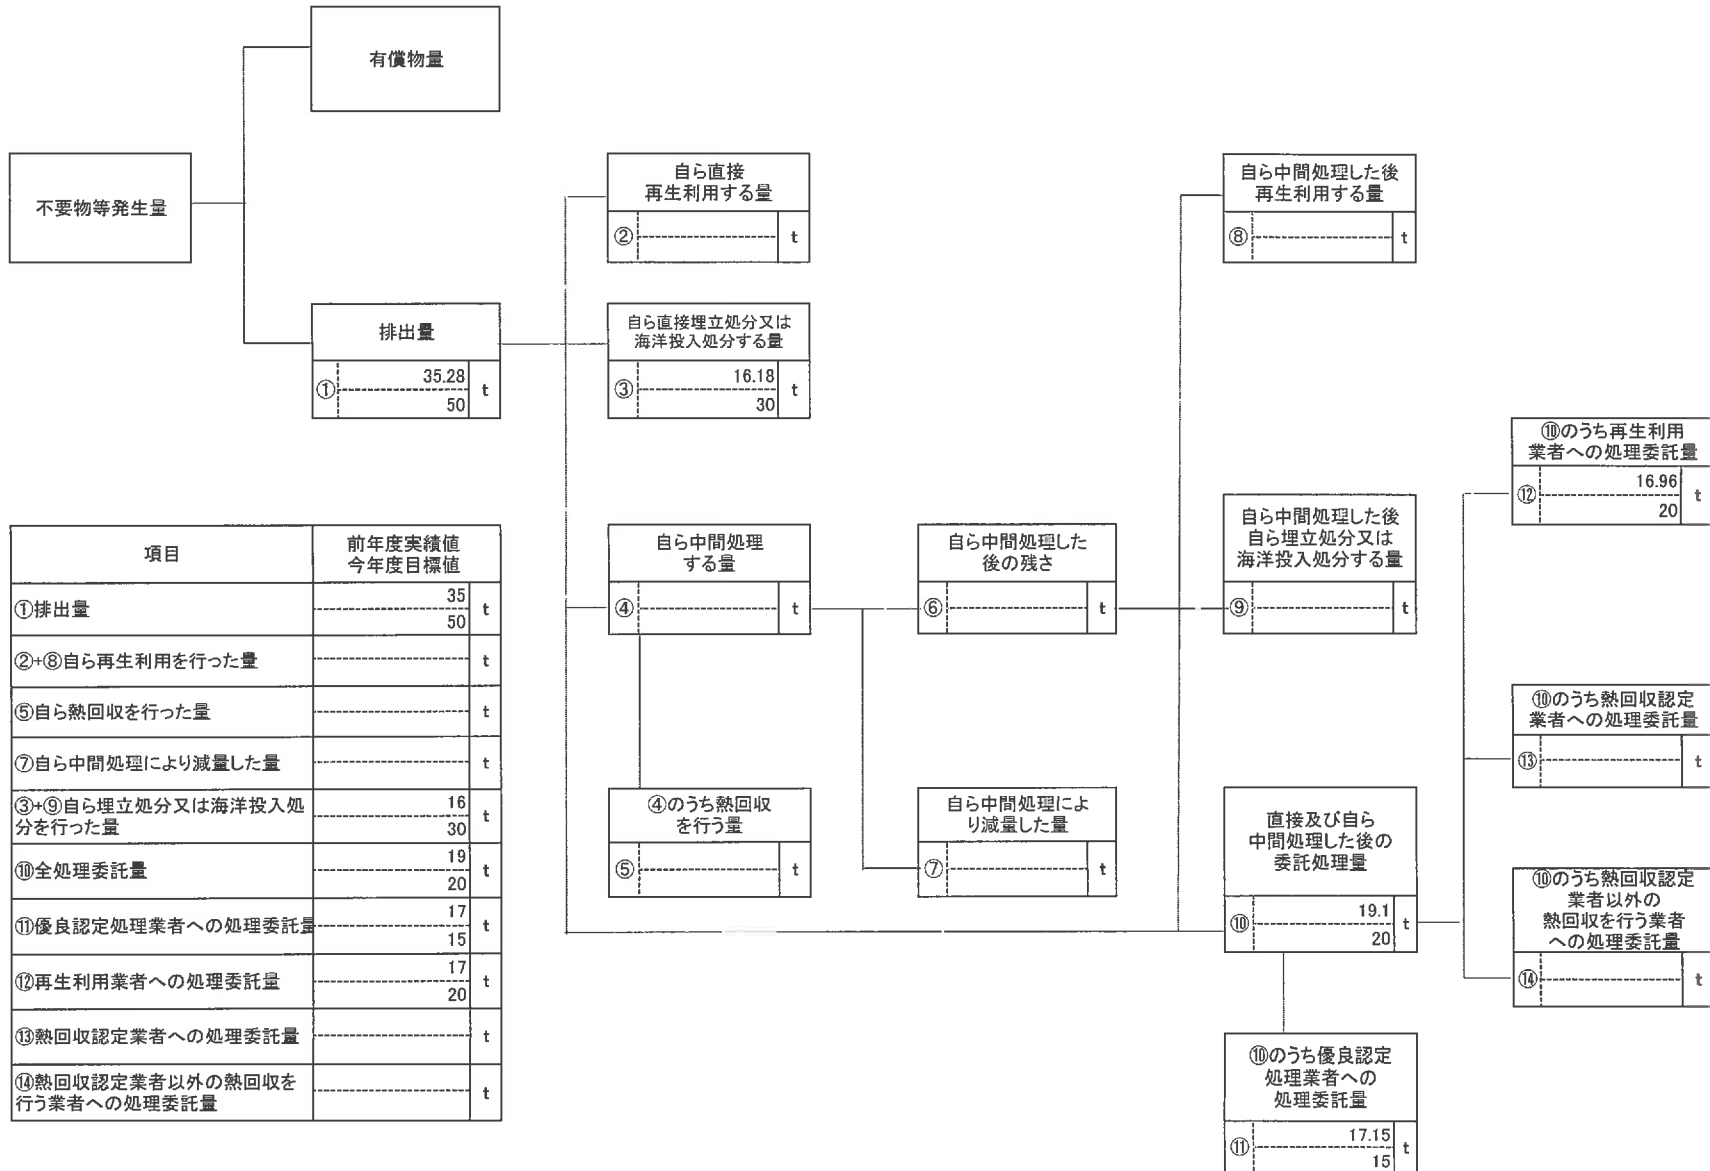 有償物量
不要物等発生量
排出量
①
35.28
50
t
自ら直接
再生利用する量
②
t
自ら直接埋立処分又は
海洋投入処分する量
③
16.18
30
t
自ら中間処理
する量
④
t
④のうち熱回収
を行う量
⑤
t
自ら中間処理した
後の残さ
⑥
t
自ら中間処理によ
り減量した量
⑦
t
自ら中間処理した後
再生利用する量
⑧
t
自ら中間処理した後
自ら埋立処分又は
海洋投入処分する量
⑨
t
直接及び自ら
中間処理した後の
委託処理量
⑩
19.1
20
t
⑩のうち優良認定
処理業者への
処理委託量
⑪
17.15
15
t
⑩のうち再生利用
業者への処理委託量
⑫
16.96
20
t
⑩のうち熱回収認定
業者への処理委託量
⑬
t
⑩のうち熱回収認定
業者以外の
熱回収を行う業者
への処理委託量
⑭
t
項目
前年度実績値
今年度目標値
①排出量
35
50
t
②+⑧自ら再生利用を行った量
t
⑤自ら熱回収を行った量
t
⑦自ら中間処理により減量した量
t
③+⑨自ら埋立処分又は海洋投入処
分を行った量
16
30
t
⑩全処理委託量
19
20
t
⑪優良認定処理業者への処理委託量
17
15
t
⑫再生利用業者への処理委託量
17
20
t
⑬熱回収認定業者への処理委託量
t
⑭熱回収認定業者以外の熱回収を
行う業者への処理委託量
t